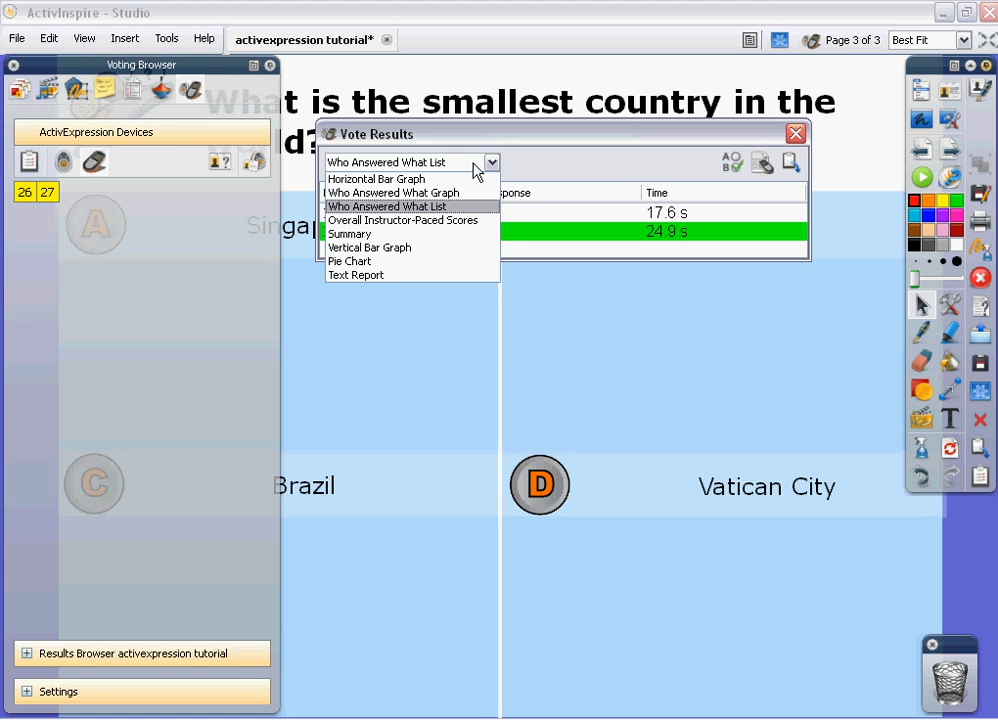 ActivInspire - Studio
File Edit View Insert Tools Help
activexpression tutorial*
Page 3 of 3
Best Fit
Voting Browser
ActivExpression Devices
26 27
What is the smallest country in the
ld?
Vote Results
Who Answered What List
Horizontal Bar Graph
Who Answered What Graph
Who Answered What List
Overall Instructor-Paced Scores
Summary
Vertical Bar Graph
Pie Chart
Text Report
ponse Time
17.6 s
24.9 s
A Singap
C Brazil
D Vatican City
Results Browser activexpression tutorial
Settings